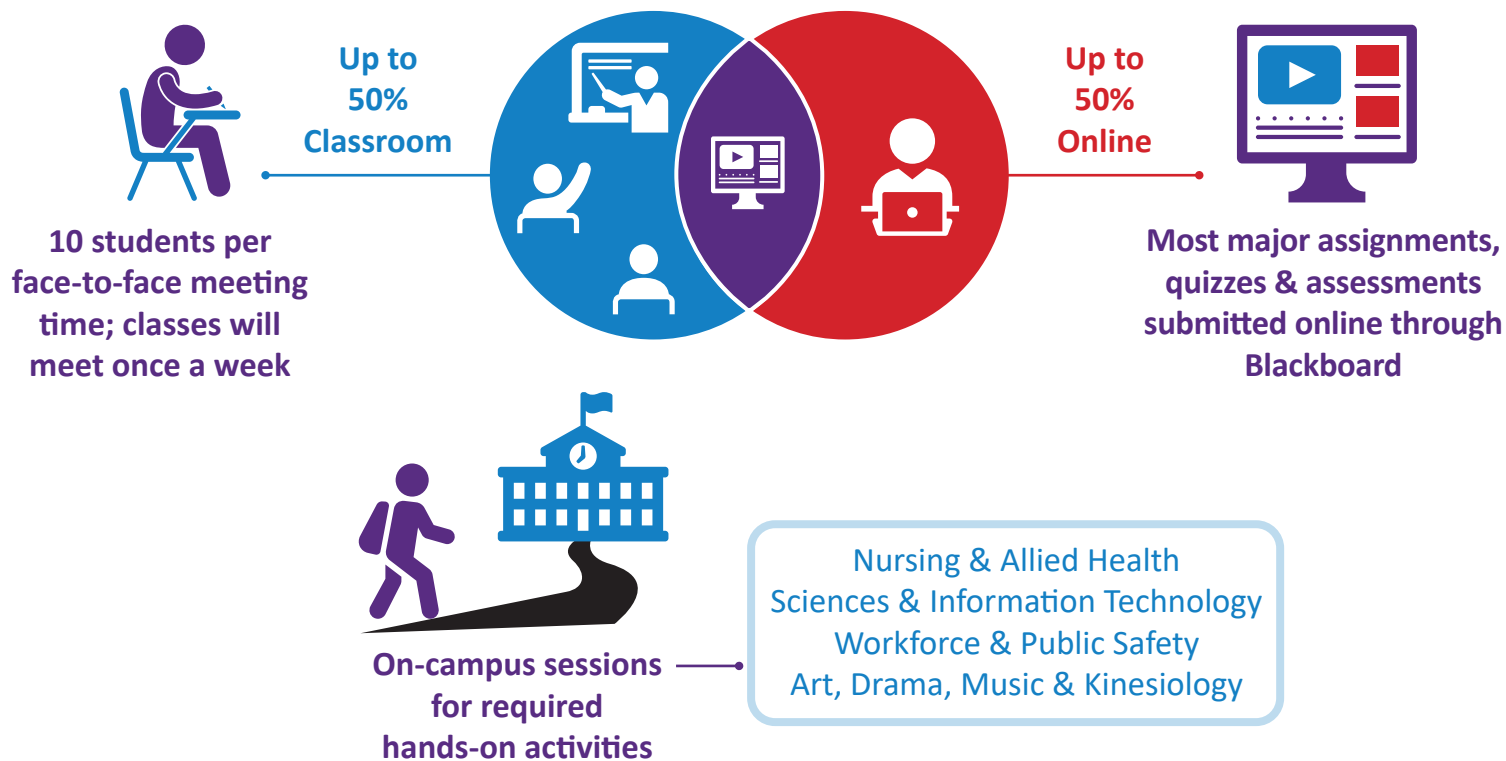 Up to
50%
Classroom
10 students per
face-to-face meeting
time; classes will
meet once a week
Up to
50%
Online
Most major assignments,
quizzes & assessments
submitted online through
Blackboard
On-campus sessions
for required
hands-on activities
Nursing & Allied Health
Sciences & Information Technology
Workforce & Public Safety
Art, Drama, Music & Kinesiology